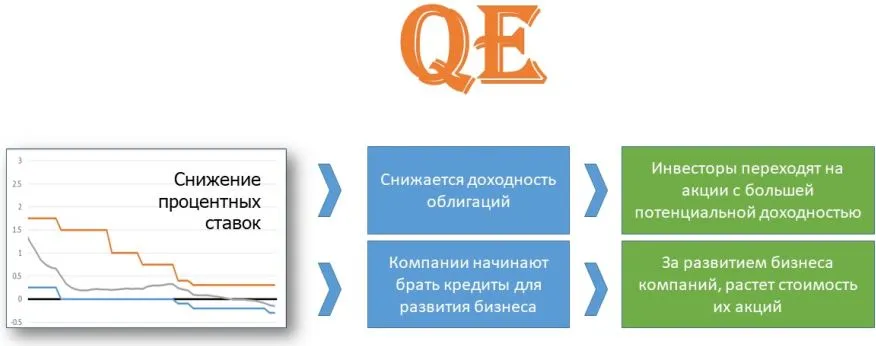 QE
3
2.5
2
1.5
1
0.5
0
-0.5
Снижение
процентных
ставок
Снижается доходность
облигаций
Инвесторы переходят на
акции с большей
потенциальной доходностью
Компании начинают
брать кредиты для
развития бизнеса
За развитием бизнеса
компаний, растет стоимость
их акций